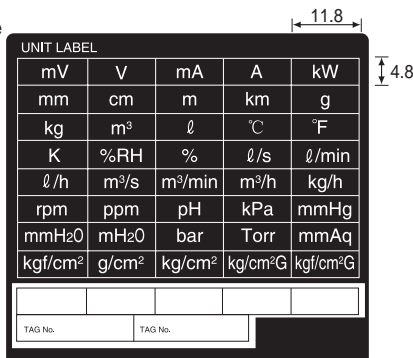 11.8
e
UNIT LABEL
4.8
mV V mA A kW
mm cm m km g
kg m³ ℓ ℃ °F
K %RH % ℓ/s ℓ/min
ℓ/h m³/s m³/min m³/h kg/h
rpm ppm pH kPa mmHg
mmH20 mH20 bar Torr mmAq
kgf/cm² g/cm² kg/cm² kg/cm²G kgf/cm²G
TAG No. TAG No.